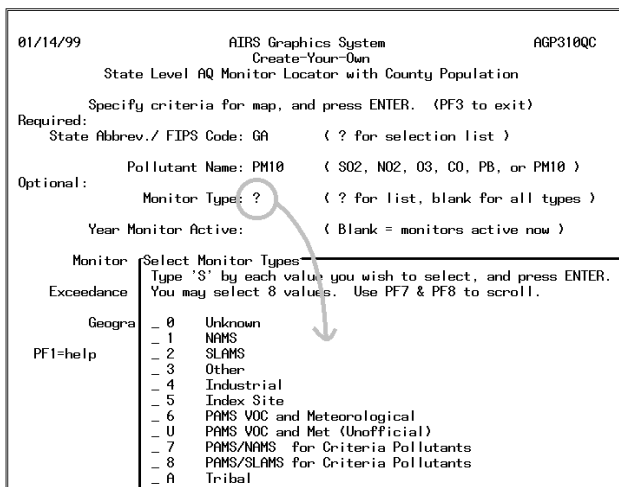 01/14/99 AIRS Graphics System AGP310QC
Create-Your-Own
State Level AQ Monitor Locator with County Population
Specify criteria for map, and press ENTER. (PF3 to exit)
Required:
State Abbrev./ FIPS Code: GA ( ? for selection list )
Pollutant Name: PM10 ( SO2, NO2, O3, CO, PB, or PM10 )
Optional:
Monitor Type: ? ( ? for list, blank for all types )
Year Monitor Active: ( Blank = monitors active now )
Monitor Select Monitor Types
Type 'S' by each value you wish to select, and press ENTER.
Exceedance You may select 8 values. Use PF7 & PF8 to scroll.
Geogra _ 0 Unknown
_ 1 NAMS
PF1=help _ 2 SLAMS
_ 3 Other
_ 4 Industrial
_ 5 Index Site
_ 6 PAMS VOC and Meteorological
_ U PAMS VOC and Met (Unofficial)
_ 7 PAMS/NAMS for Criteria Pollutants
_ 8 PAMS/SLAMS for Criteria Pollutants
_ A Tribal